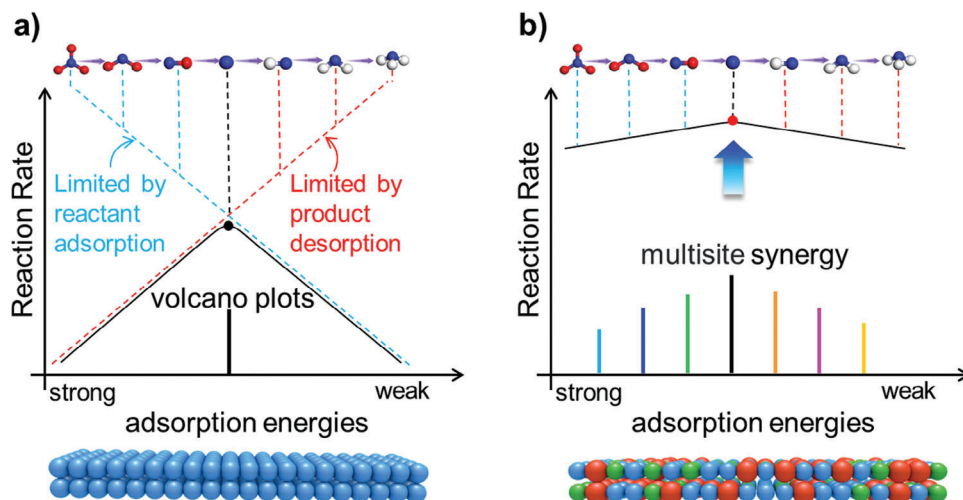 a)
Reaction Rate
Limited by
reactant
adsorption
Limited by
product
desorption
volcano plots
strong
weak
adsorption energies
b)
Reaction Rate
multisite synergy
strong
weak
adsorption energies